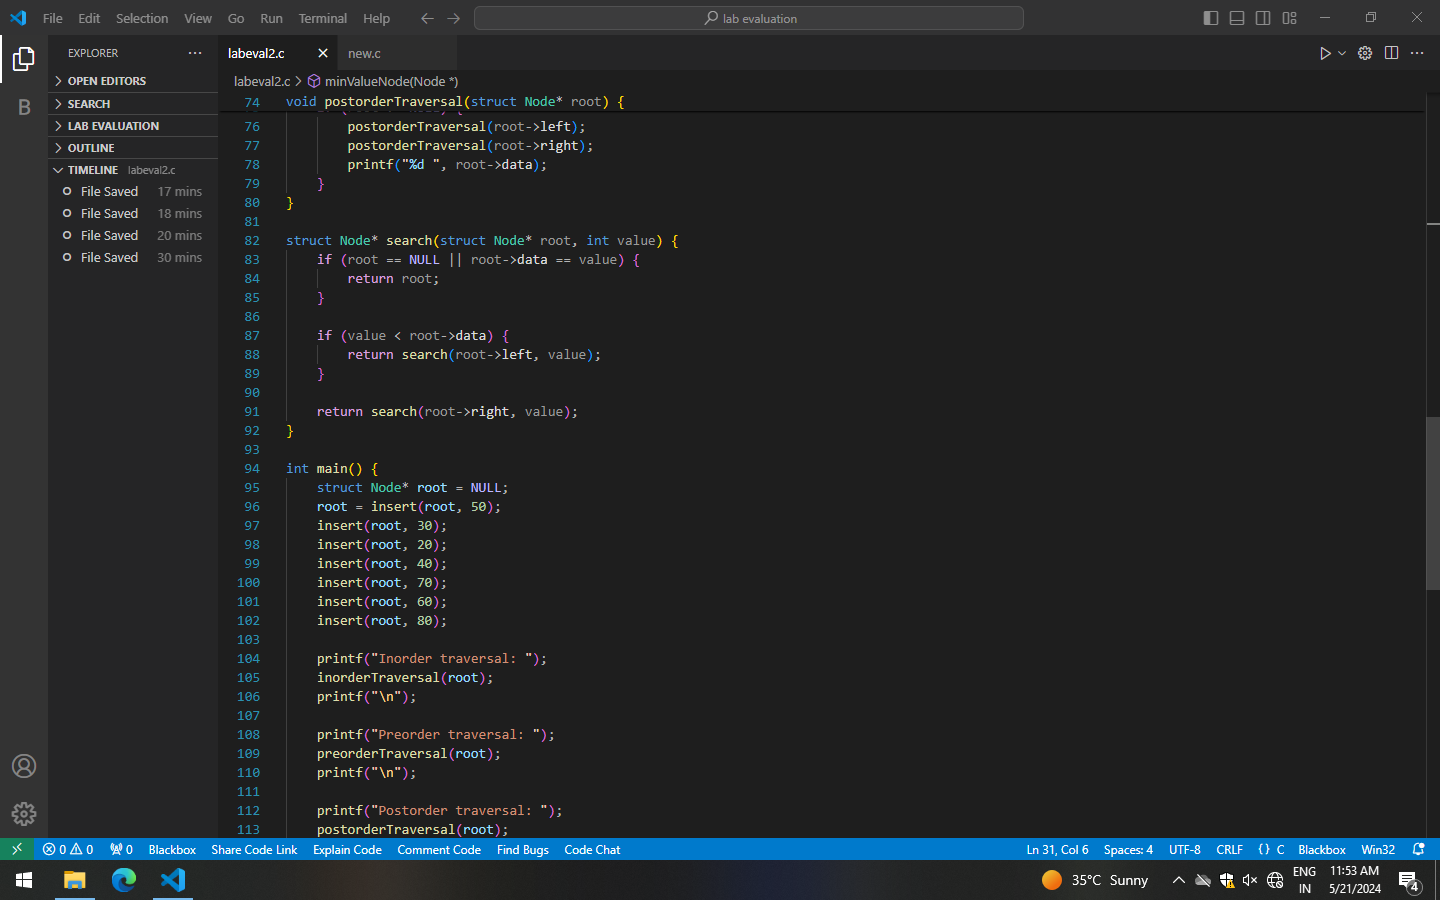 File Edit Selection View Go Run Terminal Help
lab evaluation
EXPLORER
labeval2.c
new.c
OPEN EDITORS
SEARCH
LAB EVALUATION
OUTLINE
TIMELINE labeval2.c
File Saved 17 mins
File Saved 18 mins
File Saved 20 mins
File Saved 30 mins
B
labeval2.c > minValueNode(Node *)
74 void postorderTraversal(struct Node* root) {
76 postorderTraversal(root->left);
77 postorderTraversal(root->right);
78 printf("%d ", root->data);
79 }
80 }
81
82 struct Node* search(struct Node* root, int value) {
83 if (root == NULL || root->data == value) {
84 return root;
85 }
86
87 if (value < root->data) {
88 return search(root->left, value);
89 }
90
91 return search(root->right, value);
92 }
93
94 int main() {
95 struct Node* root = NULL;
96 root = insert(root, 50);
97 insert(root, 30);
98 insert(root, 20);
99 insert(root, 40);
100 insert(root, 70);
101 insert(root, 60);
102 insert(root, 80);
103
104 printf("Inorder traversal: ");
105 inorderTraversal(root);
106 printf("\n");
107
108 printf("Preorder traversal: ");
109 preorderTraversal(root);
110 printf("\n");
111
112 printf("Postorder traversal: ");
113 postorderTraversal(root);
0 0 0 Blackbox Share Code Link Explain Code Comment Code Find Bugs Code Chat
Ln 31, Col 6 Spaces: 4 UTF-8 CRLF {} C Blackbox Win32
35°C Sunny
ENG
IN
11:53 AM
5/21/2024
4